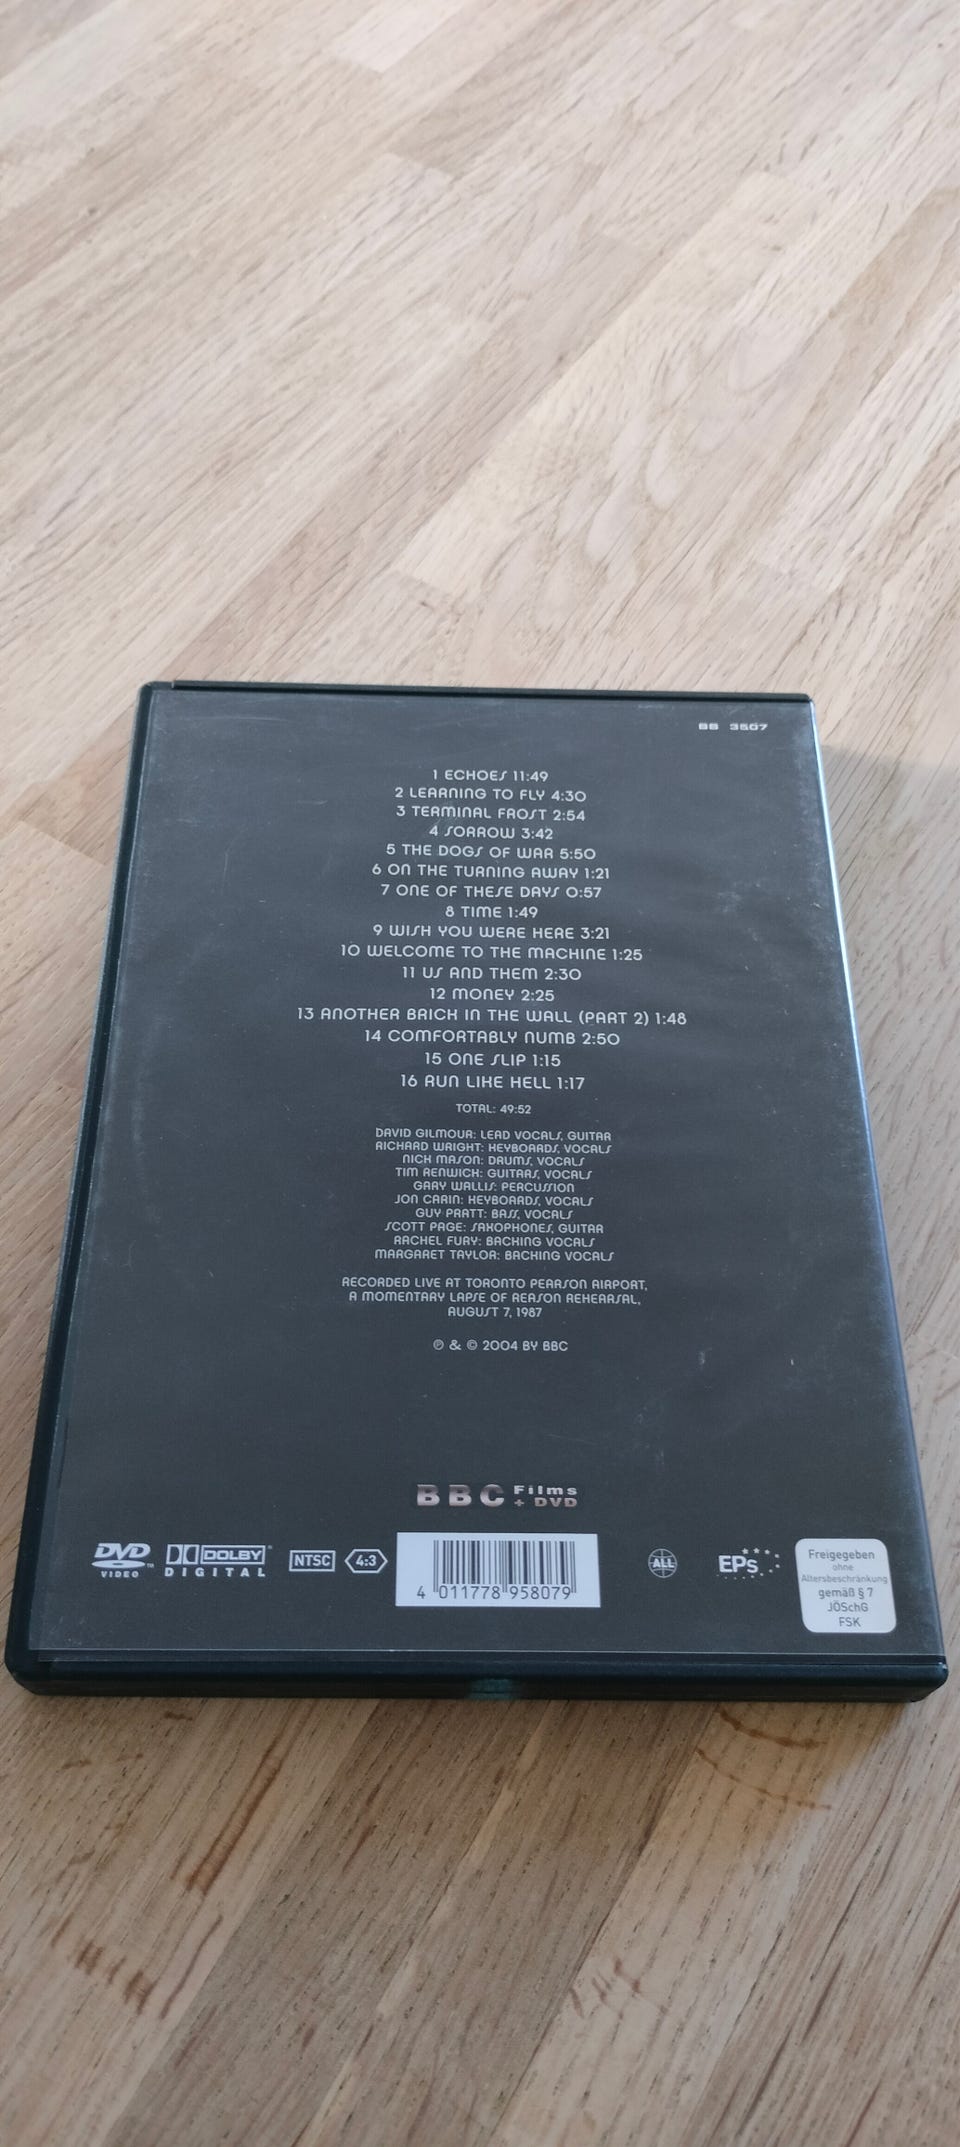 BB 3507
1 ECHOES 11:49
2 LEARNING TO FLY 4:30
3 TERMINAL FROST 2:54
4 SORROW 3:42
5 THE DOGS OF WAR 5:50
6 ON THE TURNING AWAY 1:21
7 ONE OF THESE DAYS 0:57
8 TIME 1:49
9 WISH YOU WERE HERE 3:21
10 WELCOME TO THE MACHINE 1:25
11 US AND THEM 2:30
12 MONEY 2:25
13 ANOTHER BRICK IN THE WALL (PART 2) 1:48
14 COMFORTABLY NUMB 2:50
15 ONE SLIP 1:15
16 RUN LIKE HELL 1:17
TOTAL: 49:52
DAVID GILMOUR: LEAD VOCALS, GUITAR
RICHARD WRIGHT: KEYBOARDS, VOCALS
NICK MASON: DRUMS, VOCALS
TIM RENWICK: GUITARS, VOCALS
GARY WALLIS: PERCUSSION
JON CARIN: KEYBOARDS, VOCALS
GUY PRATT: BASS, VOCALS
SCOTT PAGE: SAXOPHONES, GUITAR
RACHEL FURY: BACKING VOCALS
MARGARET TAYLOR: BACKING VOCALS
RECORDED LIVE AT TORONTO PEARSON AIRPORT,
A MOMENTARY LAPSE OF REASON REHEARSAL,
AUGUST 7, 1987
℗ & © 2004 BY BBC
BBC Films + DVD
DVD VIDEO™ DOLBY® DIGITAL NTSC 4:3 4 011778 958079 ALL EPs
Freigegeben
ohne
Altersbeschränkung
gemäß § 7
JÖSchG
FSK